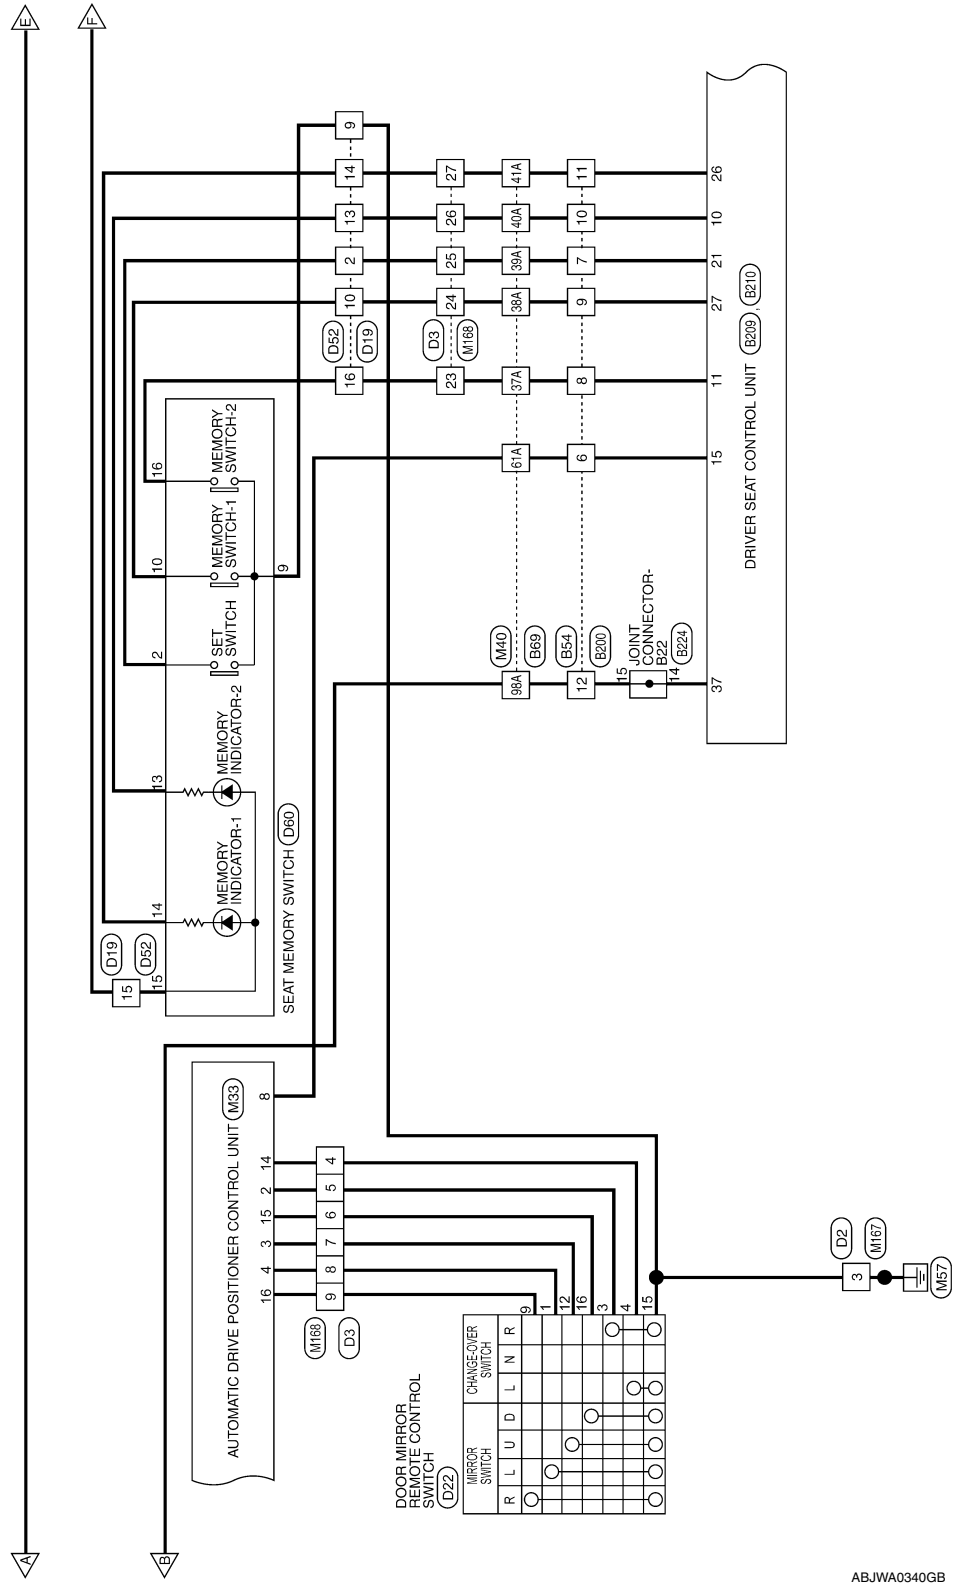 A
E
B
F
15
D19
D52
15
14
13
2
10
16
MEMORY
INDICATOR-1
MEMORY
INDICATOR-2
SET
SWITCH
MEMORY
SWITCH-1
MEMORY
SWITCH-2
9
SEAT MEMORY SWITCH D60
AUTOMATIC DRIVE POSITIONER CONTROL UNIT M33
16
4
3
15
2
14
8
M168
D3
9
8
7
6
5
4
D52
D19
16
10
2
13
14
9
D3
M168
23
24
25
26
27
M40
B69
98A
61A
37A
38A
39A
40A
41A
B54
B200
12
6
8
9
7
10
11
JOINT
CONNECTOR-
B22
B224
15
14
37
15
11
27
21
10
26
DRIVER SEAT CONTROL UNIT B209 , B210
DOOR MIRROR
REMOTE CONTROL
SWITCH
D22
MIRROR
SWITCH
CHANGE-OVER
SWITCH
R L U D L N R
9
1
12
16
3
4
15
D2
M167
3
M57
ABJWA0340GB